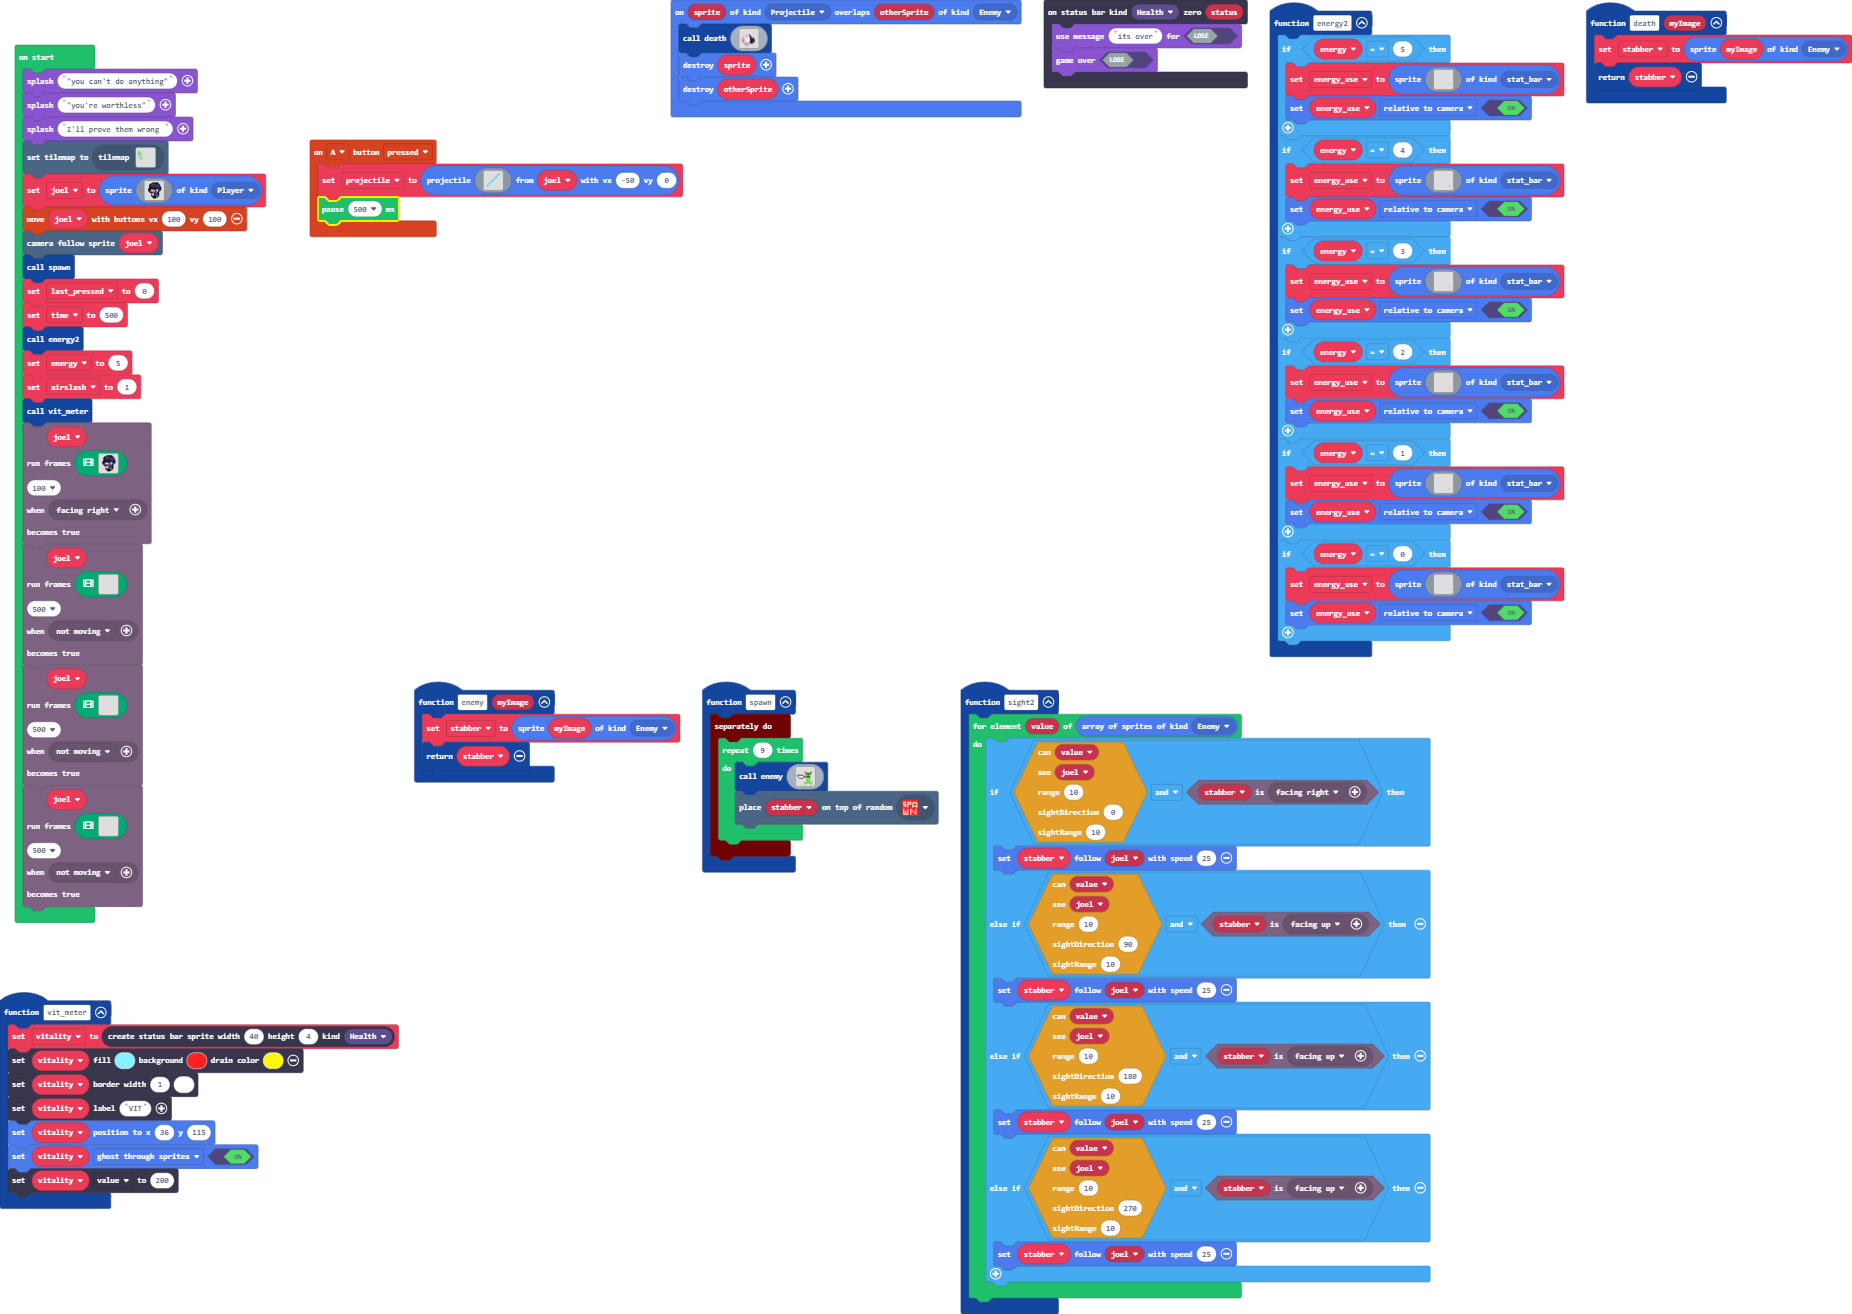 on start
splash "you can't do anything"
splash "you're worthless"
splash "I'll prove them wrong
set tilemap to tilemap
set joel to sprite of kind Player
move joel with buttons vx 100 vy 100
camera follow sprite joel
call spawn
set last_pressed to 0
set time to 500
call energy2
set energy to 5
set airslash to 1
call vit_meter
joel
run frames
100
when facing right
becomes true
joel
run frames
500
when not moving
becomes true
joel
run frames
500
when not moving
becomes true
joel
run frames
500
when not moving
becomes true
on A button pressed
set projectile to projectile from joel with vx -50 vy 0
pause 500 ms
on sprite of kind Projectile overlaps otherSprite of kind Enemy
call death
destroy sprite
destroy otherSprite
on status bar kind Health zero status
use message "its over" for LOSE
game over LOSE
function energy2
if energy = 5 then
set energy_use to sprite of kind stat_bar
set energy_use relative to camera ON
if energy = 4 then
set energy_use to sprite of kind stat_bar
set energy_use relative to camera ON
if energy = 3 then
set energy_use to sprite of kind stat_bar
set energy_use relative to camera ON
if energy = 2 then
set energy_use to sprite of kind stat_bar
set energy_use relative to camera ON
if energy = 1 then
set energy_use to sprite of kind stat_bar
set energy_use relative to camera ON
if energy = 0 then
set energy_use to sprite of kind stat_bar
set energy_use relative to camera ON
function death myImage
set stabber to sprite myImage of kind Enemy
return stabber
function enemy myImage
set stabber to sprite myImage of kind Enemy
return stabber
function spawn
separately do
repeat 9 times
do
call enemy
place stabber on top of random SPAWN
function sight2
for element value of array of sprites of kind Enemy
do
can value
see joel
range 10
sightDirection 0
sightRange 10
if and stabber is facing right then
set stabber follow joel with speed 25
can value
see joel
range 10
sightDirection 90
sightRange 10
else if and stabber is facing up then
set stabber follow joel with speed 25
can value
see joel
range 10
sightDirection 180
sightRange 10
else if and stabber is facing up then
set stabber follow joel with speed 25
can value
see joel
range 10
sightDirection 270
sightRange 10
else if and stabber is facing up then
set stabber follow joel with speed 25
function vit_meter
set vitality to create status bar sprite width 40 height 4 kind Health
set vitality fill background drain color
set vitality border width 1
set vitality label "VIT"
set vitality position to x 36 y 115
set vitality ghost through sprites ON
set vitality value to 200